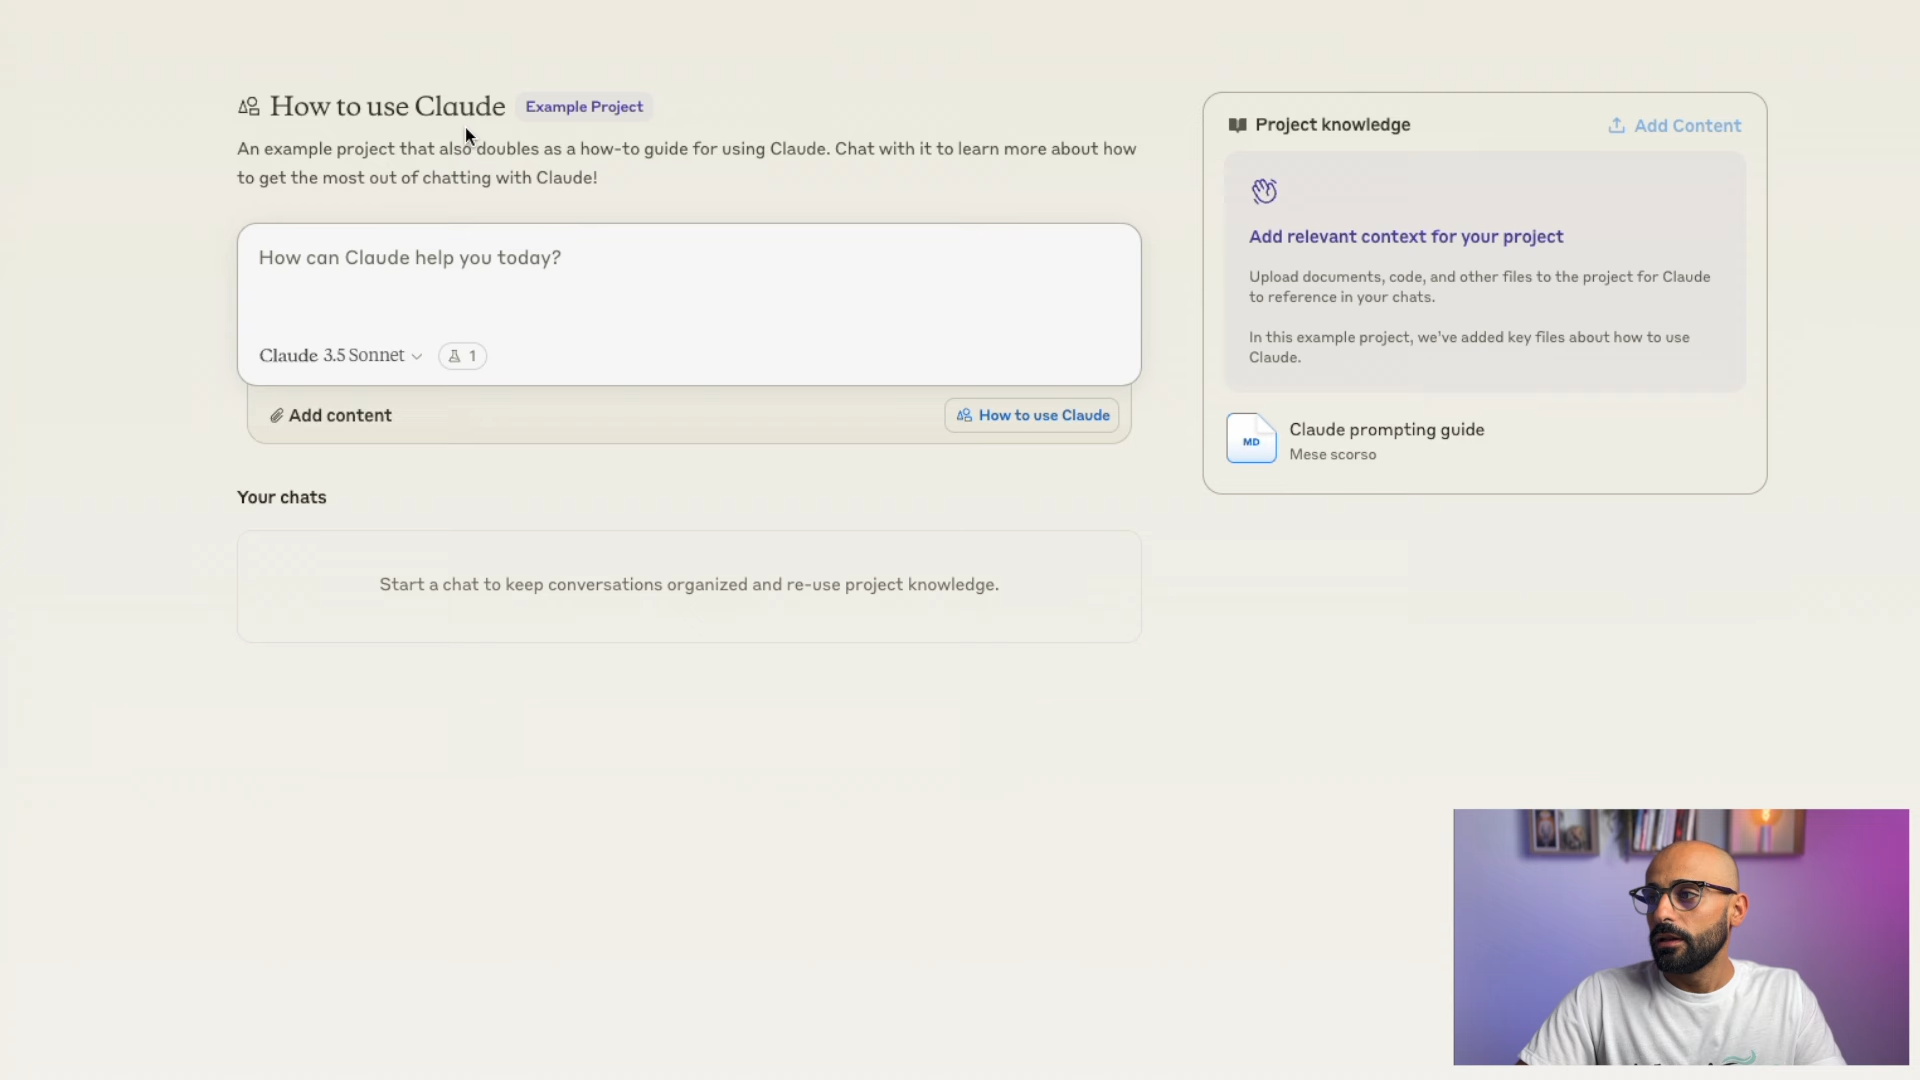 How to use Claude
Example Project
An example project that also doubles as a how-to guide for using Claude. Chat with it to learn more about how
to get the most out of chatting with Claude!
How can Claude help you today?
Claude 3.5 Sonnet
1
Add content
How to use Claude
Your chats
Start a chat to keep conversations organized and re-use project knowledge.
Project knowledge
Add Content
Add relevant context for your project
Upload documents, code, and other files to the project for Claude
to reference in your chats.
In this example project, we've added key files about how to use
Claude.
MD
Claude prompting guide
Mese scorso